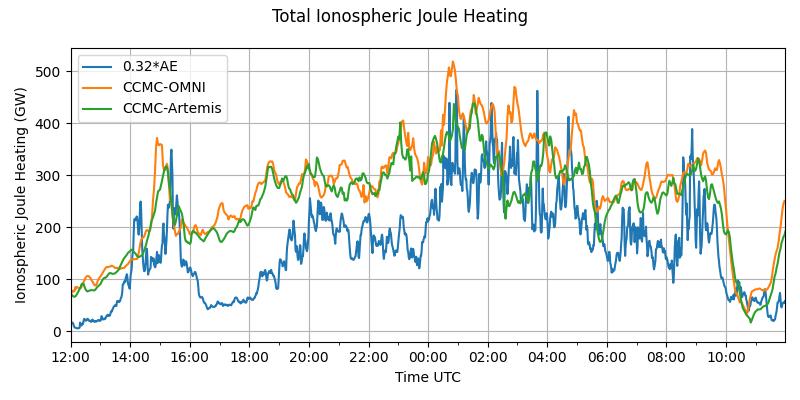 Total Ionospheric Joule Heating
0.32*AE
CCMC-OMNI
CCMC-Artemis
Ionospheric Joule Heating (GW)
500
400
300
200
100
0
12:00 14:00 16:00 18:00 20:00 22:00 00:00 02:00 04:00 06:00 08:00 10:00
Time UTC